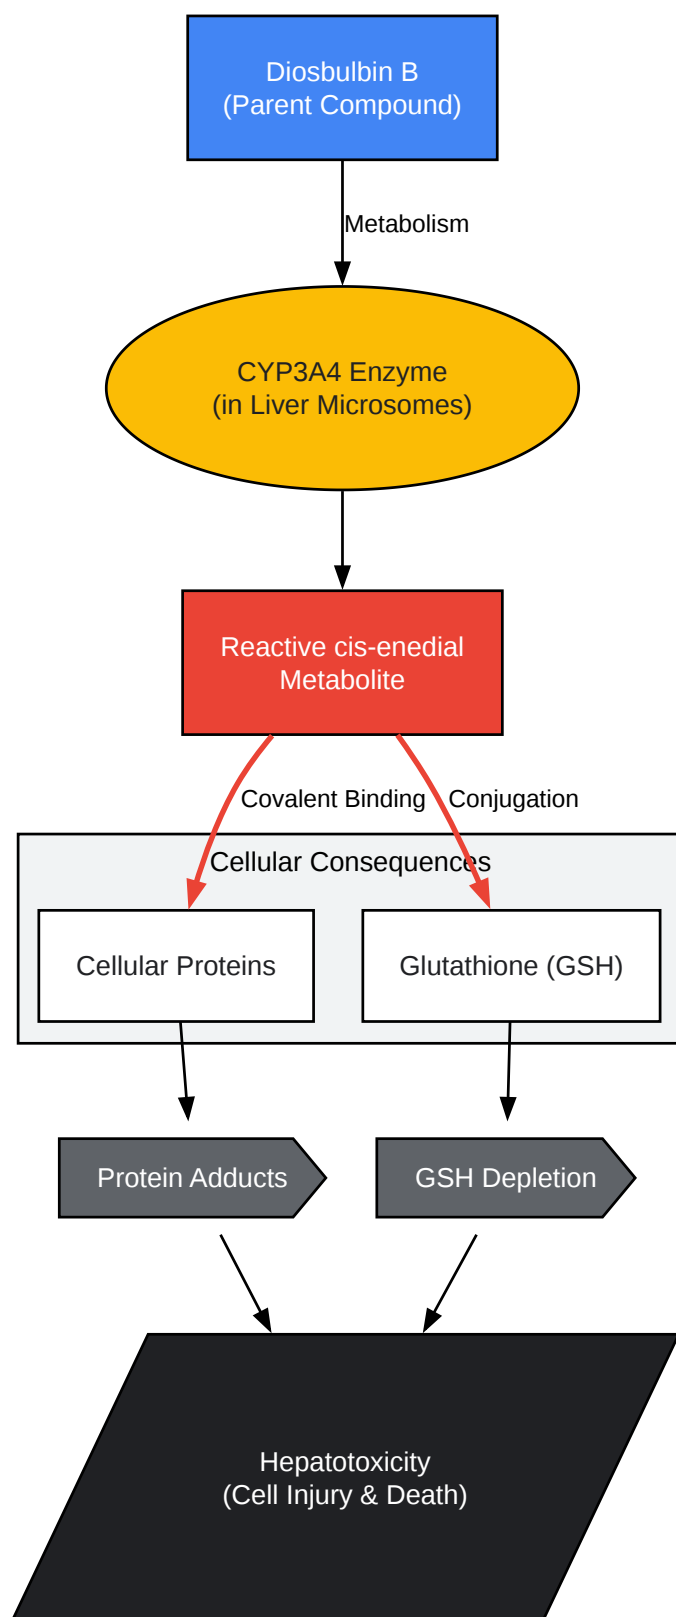 Diosbulbin B
(Parent Compound)
Metabolism
CYP3A4 Enzyme
(in Liver Microsomes)
Reactive cis-enedial
Metabolite
Covalent Binding
Conjugation
Cellular Consequences
Cellular Proteins
Glutathione (GSH)
Protein Adducts
GSH Depletion
Hepatotoxicity
(Cell Injury & Death)